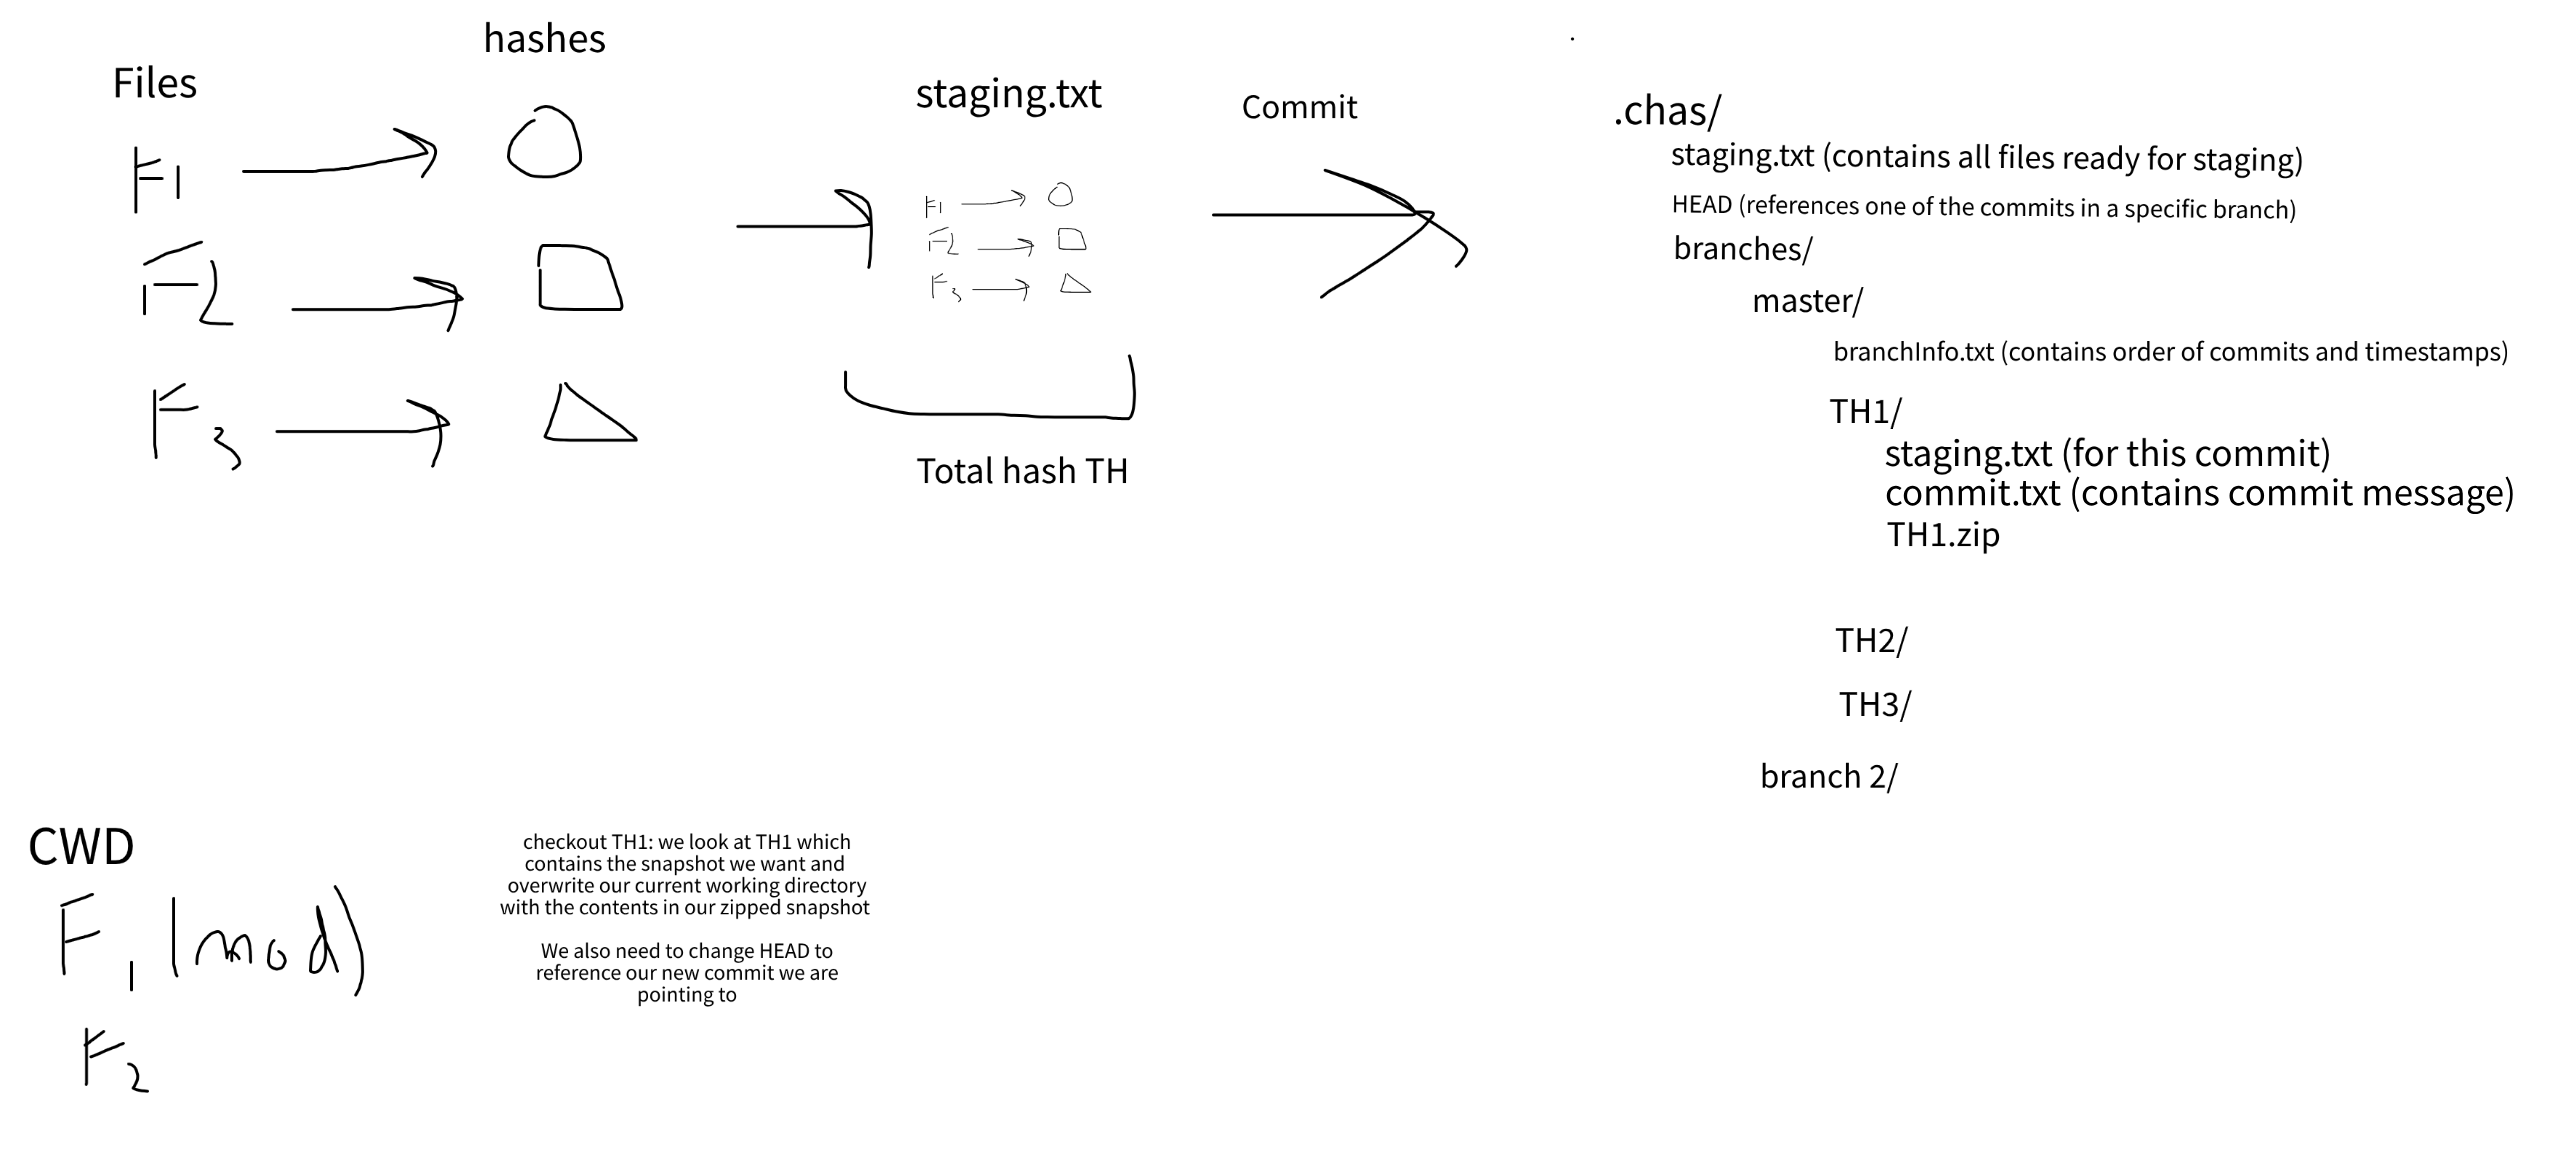 hashes
Files
F1
F2
F3
staging.txt
F1
F2
F3
Total hash TH
Commit
.chas/
staging.txt (contains all files ready for staging)
HEAD (references one of the commits in a specific branch)
branches/
master/
branchInfo.txt (contains order of commits and timestamps)
TH1/
staging.txt (for this commit)
commit.txt (contains commit message)
TH1.zip
TH2/
TH3/
branch 2/
CWD
F1 (mod)
F2
checkout TH1: we look at TH1 which
contains the snapshot we want and
overwrite our current working directory
with the contents in our zipped snapshot
We also need to change HEAD to
reference our new commit we are
pointing to